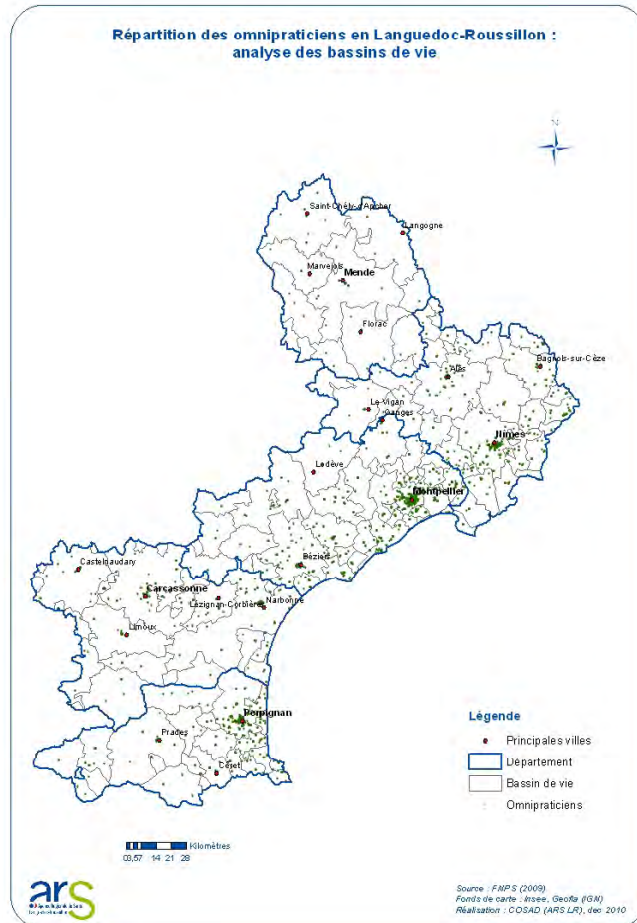 Répartition des omnipraticiens en Languedoc-Roussillon :
analyse des bassins de vie
N
Saint-Chély-d'Apcher
Langogne
Marvejols
Mende
Florac
Bagnols-sur-Cèze
Alès
Le-Vigan
Ganges
Nîmes
Lodève
Montpellier
Béziers
Castelnaudary
Carcassonne
Lézignan-Corbières
Narbonne
Limoux
Perpignan
Prades
Céret
Légende
Principales villes
Département
Bassin de vie
Omnipraticiens
Kilomètres
03,57 14 21 28
ars
Source : FNPS (2009)
Fonds de carte : Insee, Geofla (IGN)
Réalisation : COSAD (ARS LR), dec 2010